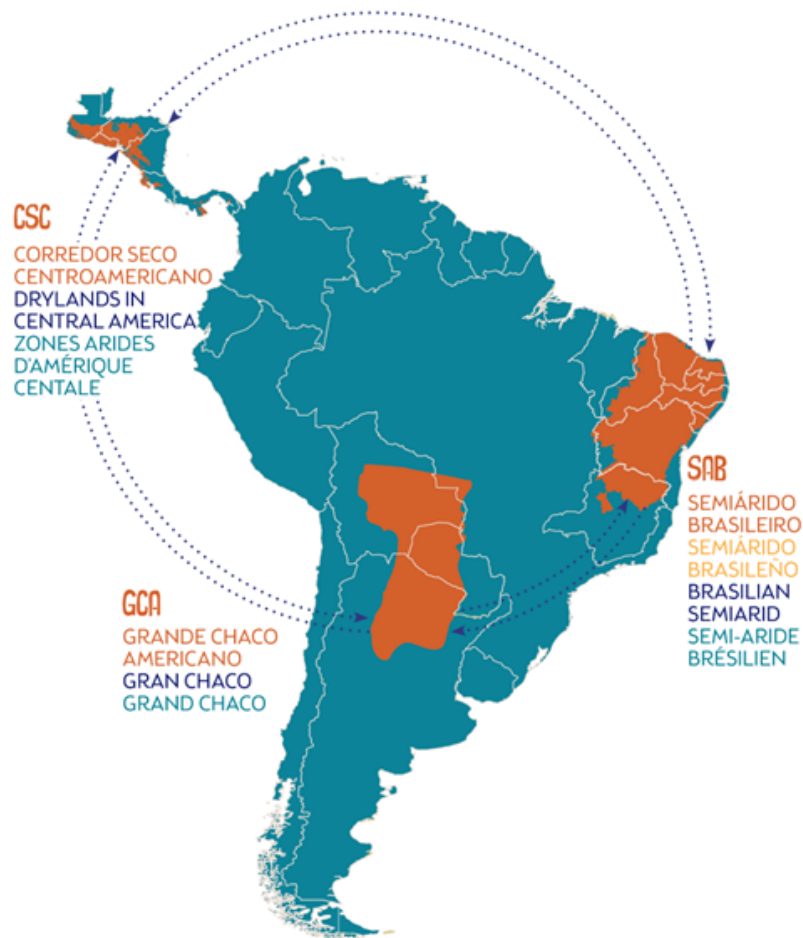 CSC
CORREDOR SECO
CENTROAMERICANO
DRYLANDS IN
CENTRAL AMERICA
ZONES ARIDES
D'AMÉRIQUE
CENTALE
SAB
SEMIÁRIDO
BRASILEIRO
SEMIÁRIDO
BRASILEÑO
BRASILIAN
SEMIARID
SEMI-ARIDE
BRÉSILIEN
GCA
GRANDE CHACO
AMERICANO
GRAN CHACO
GRAND CHACO